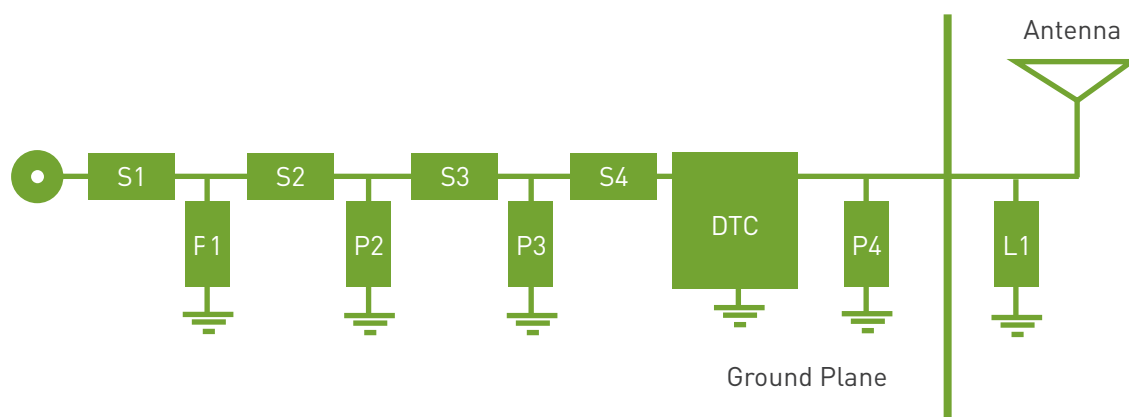 Antenna
S1
S2
S3
S4
DTC
F1
P2
P3
P4
L1
Ground Plane